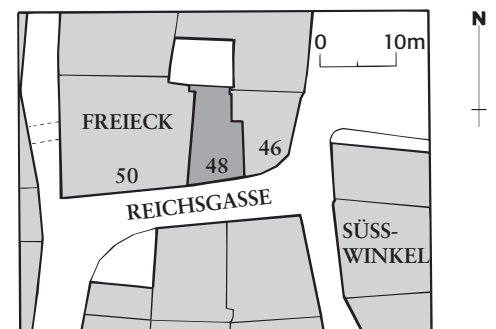 N
0 10m
FREIECK
46
48
50
REICHSGASSE
SÜSS-
WINKEL